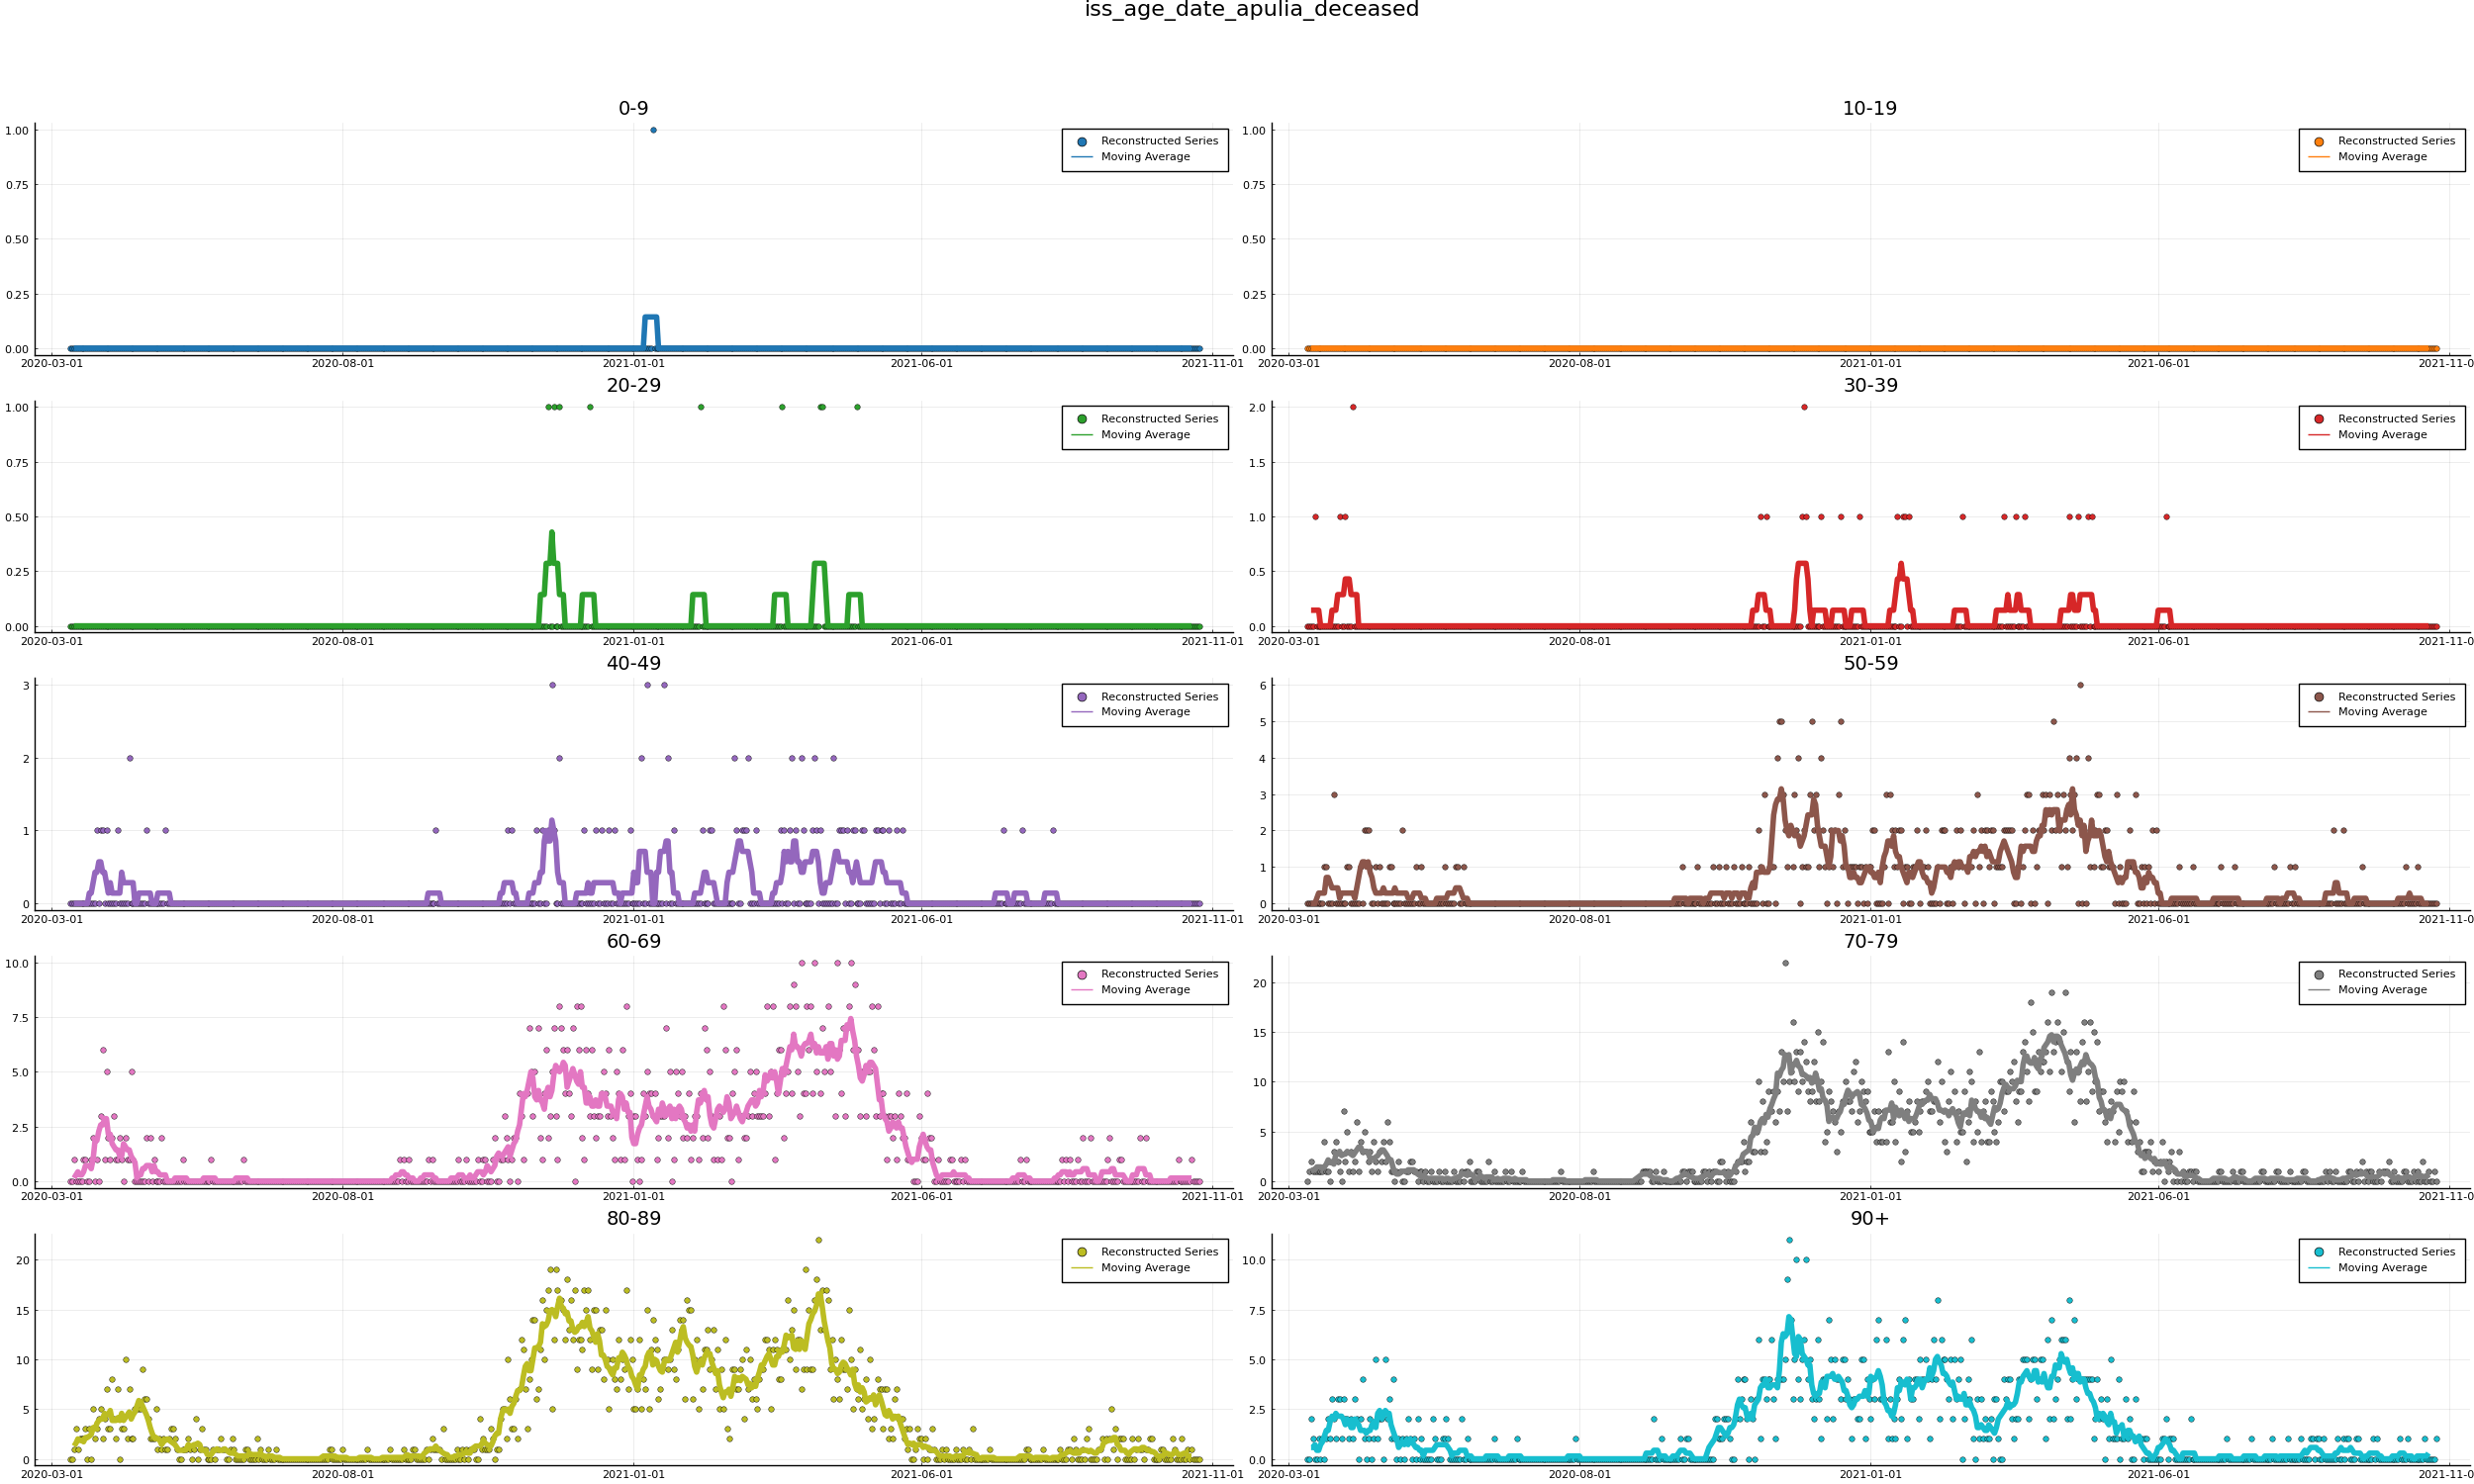 iss_age_date_apulia_deceased
0-9
1.00
0.75
0.50
0.25
0.00
Reconstructed Series
Moving Average
2020-03-01 2020-08-01 2021-01-01 2021-06-01 2021-11-01
10-19
1.00
0.75
0.50
0.25
0.00
Reconstructed Series
Moving Average
2020-03-01 2020-08-01 2021-01-01 2021-06-01 2021-11-0
20-29
1.00
0.75
0.50
0.25
0.00
Reconstructed Series
Moving Average
2020-03-01 2020-08-01 2021-01-01 2021-06-01 2021-11-01
30-39
2.0
1.5
1.0
0.5
0.0
Reconstructed Series
Moving Average
2020-03-01 2020-08-01 2021-01-01 2021-06-01 2021-11-0
40-49
3
2
1
0
Reconstructed Series
Moving Average
2020-03-01 2020-08-01 2021-01-01 2021-06-01 2021-11-01
50-59
6
5
4
3
2
1
0
Reconstructed Series
Moving Average
2020-03-01 2020-08-01 2021-01-01 2021-06-01 2021-11-0
60-69
10.0
7.5
5.0
2.5
0.0
Reconstructed Series
Moving Average
2020-03-01 2020-08-01 2021-01-01 2021-06-01 2021-11-01
70-79
20
15
10
5
0
Reconstructed Series
Moving Average
2020-03-01 2020-08-01 2021-01-01 2021-06-01 2021-11-0
80-89
20
15
10
5
0
Reconstructed Series
Moving Average
2020-03-01 2020-08-01 2021-01-01 2021-06-01 2021-11-01
90+
10.0
7.5
5.0
2.5
0.0
Reconstructed Series
Moving Average
2020-03-01 2020-08-01 2021-01-01 2021-06-01 2021-11-0